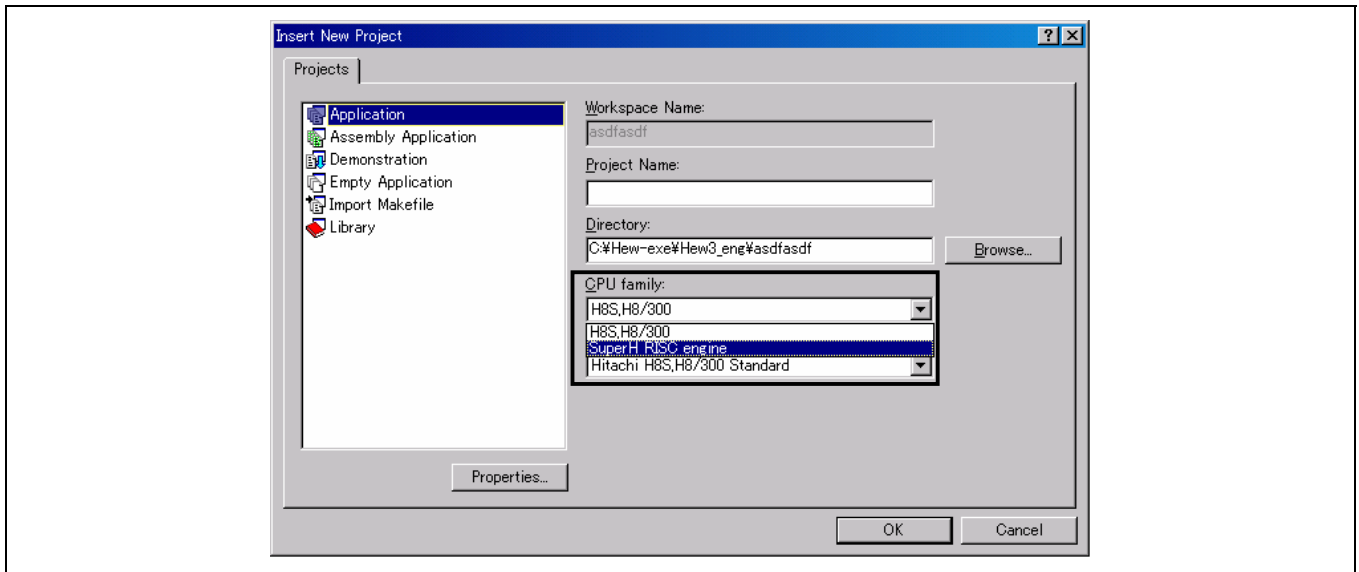 Insert New Project
Projects
Application
Assembly Application
Demonstration
Empty Application
Import Makefile
Library
Properties...
Workspace Name:
asdfasdf
Project Name:
Directory:
C:¥Hew-exe¥Hew3_eng¥asdfasdf
Browse...
CPU family:
H8S,H8/300
H8S,H8/300
SuperH RISC engine
Hitachi H8S,H8/300 Standard
OK
Cancel